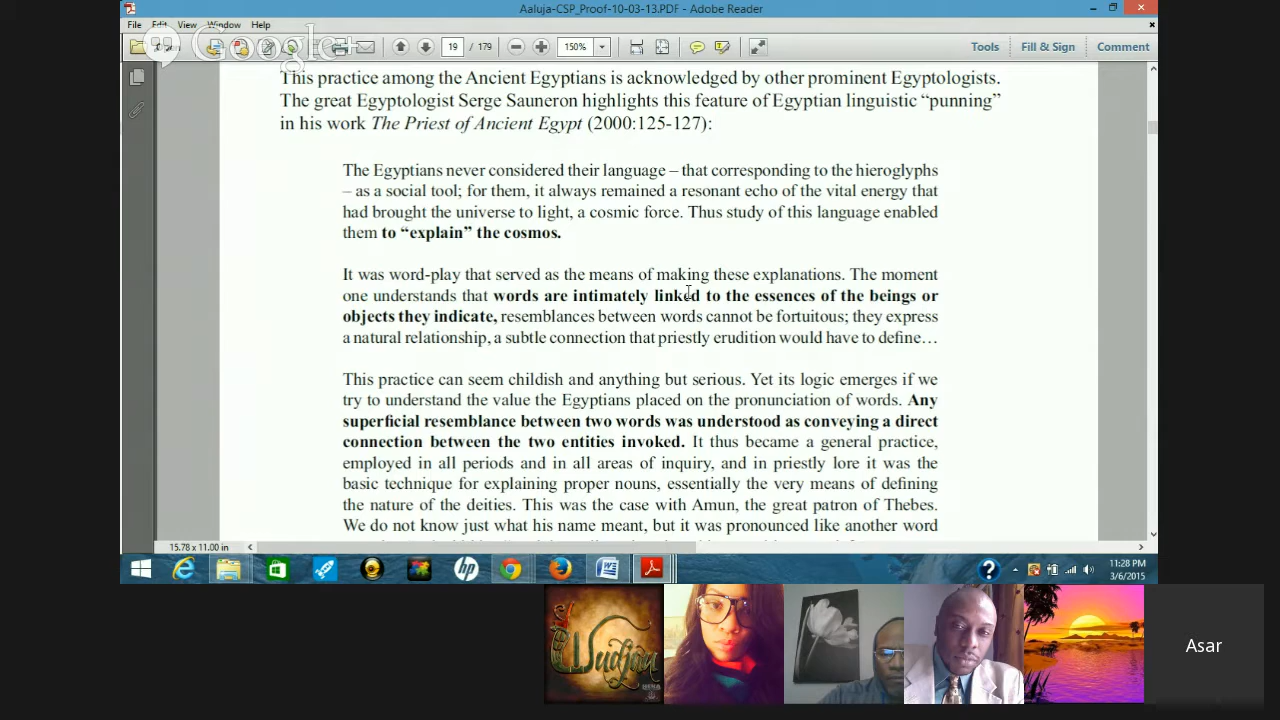 Aaluja-CSP_Proof-10-03-13.PDF - Adobe Reader
File Edit View Window Help
Google+
19 / 179 150% Tools Fill & Sign Comment
This practice among the Ancient Egyptians is acknowledged by other prominent Egyptologists.
The great Egyptologist Serge Sauneron highlights this feature of Egyptian linguistic “punning”
in his work The Priest of Ancient Egypt (2000:125-127):
The Egyptians never considered their language – that corresponding to the hieroglyphs
– as a social tool; for them, it always remained a resonant echo of the vital energy that
had brought the universe to light, a cosmic force. Thus study of this language enabled
them to “explain” the cosmos.
It was word-play that served as the means of making these explanations. The moment
one understands that words are intimately linked to the essences of the beings or
objects they indicate, resemblances between words cannot be fortuitous; they express
a natural relationship, a subtle connection that priestly erudition would have to define…
This practice can seem childish and anything but serious. Yet its logic emerges if we
try to understand the value the Egyptians placed on the pronunciation of words. Any
superficial resemblance between two words was understood as conveying a direct
connection between the two entities invoked. It thus became a general practice,
employed in all periods and in all areas of inquiry, and in priestly lore it was the
basic technique for explaining proper nouns, essentially the very means of defining
the nature of the deities. This was the case with Amun, the great patron of Thebes.
We do not know just what his name meant, but it was pronounced like another word
15.78 x 11.00 in
hp
11:28 PM
3/6/2015
Wudjau
Asar